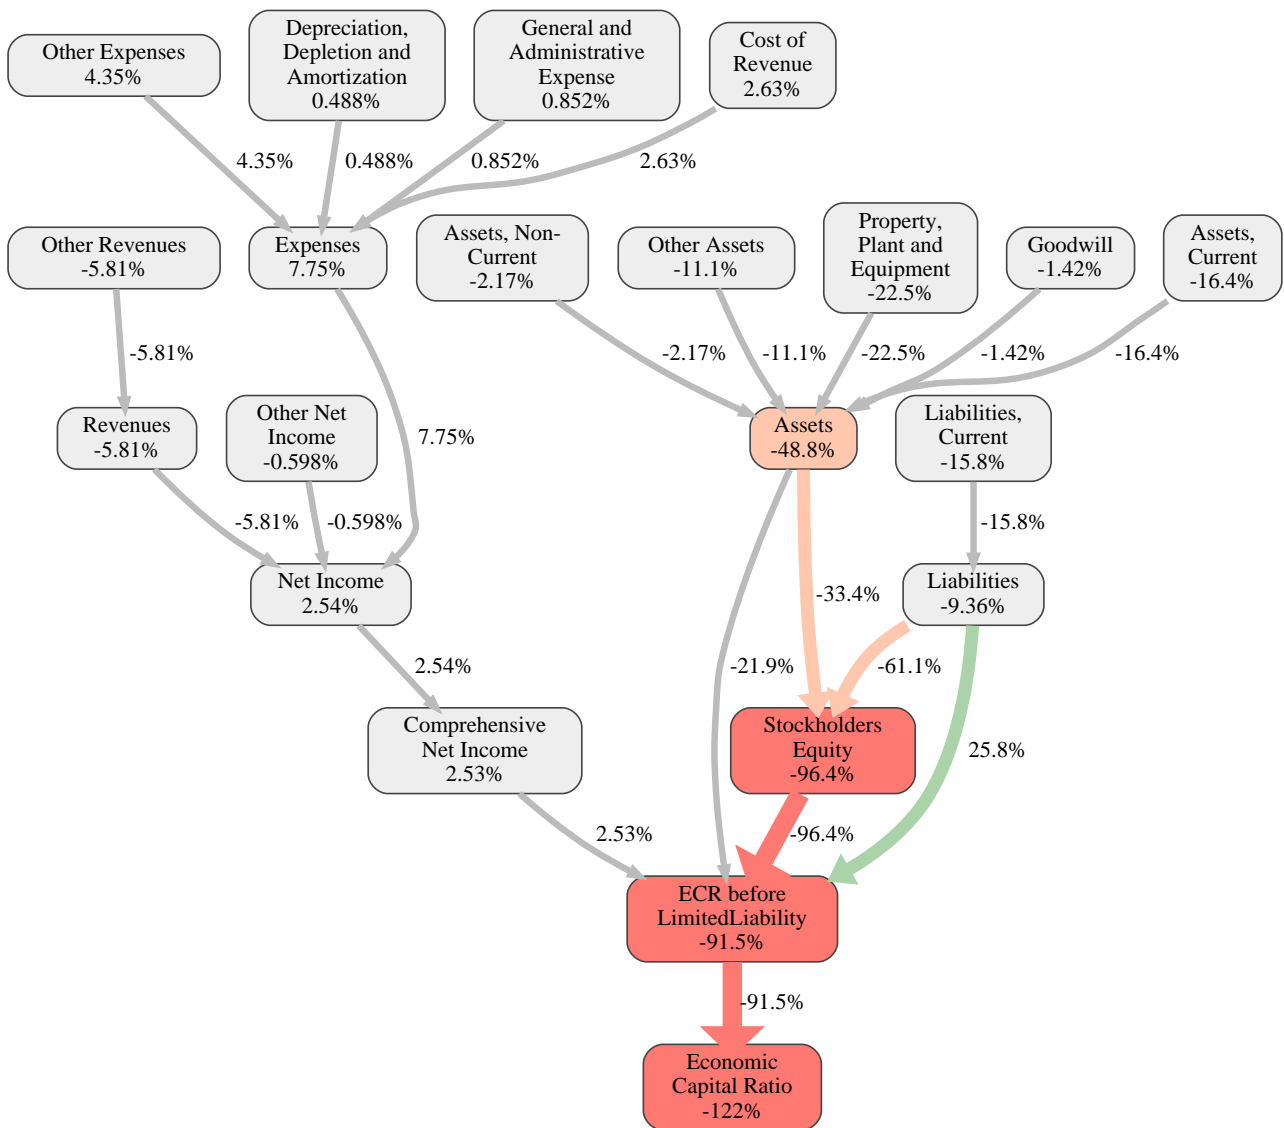 Other Expenses
4.35%
Depreciation,
Depletion and
Amortization
0.488%
General and
Administrative
Expense
0.852%
Cost of
Revenue
2.63%
4.35%
0.488%
0.852%
2.63%
Other Revenues
-5.81%
Expenses
7.75%
Assets, Non-
Current
-2.17%
Other Assets
-11.1%
Property,
Plant and
Equipment
-22.5%
Goodwill
-1.42%
Assets,
Current
-16.4%
-5.81%
-2.17%
-11.1%
-22.5%
-1.42%
-16.4%
Revenues
-5.81%
Other Net
Income
-0.598%
7.75%
Assets
-48.8%
Liabilities,
Current
-15.8%
-5.81%
-0.598%
-15.8%
Net Income
2.54%
-33.4%
Liabilities
-9.36%
2.54%
-21.9%
-61.1%
Comprehensive
Net Income
2.53%
Stockholders
Equity
-96.4%
25.8%
2.53%
-96.4%
ECR before
LimitedLiability
-91.5%
-91.5%
Economic
Capital Ratio
-122%